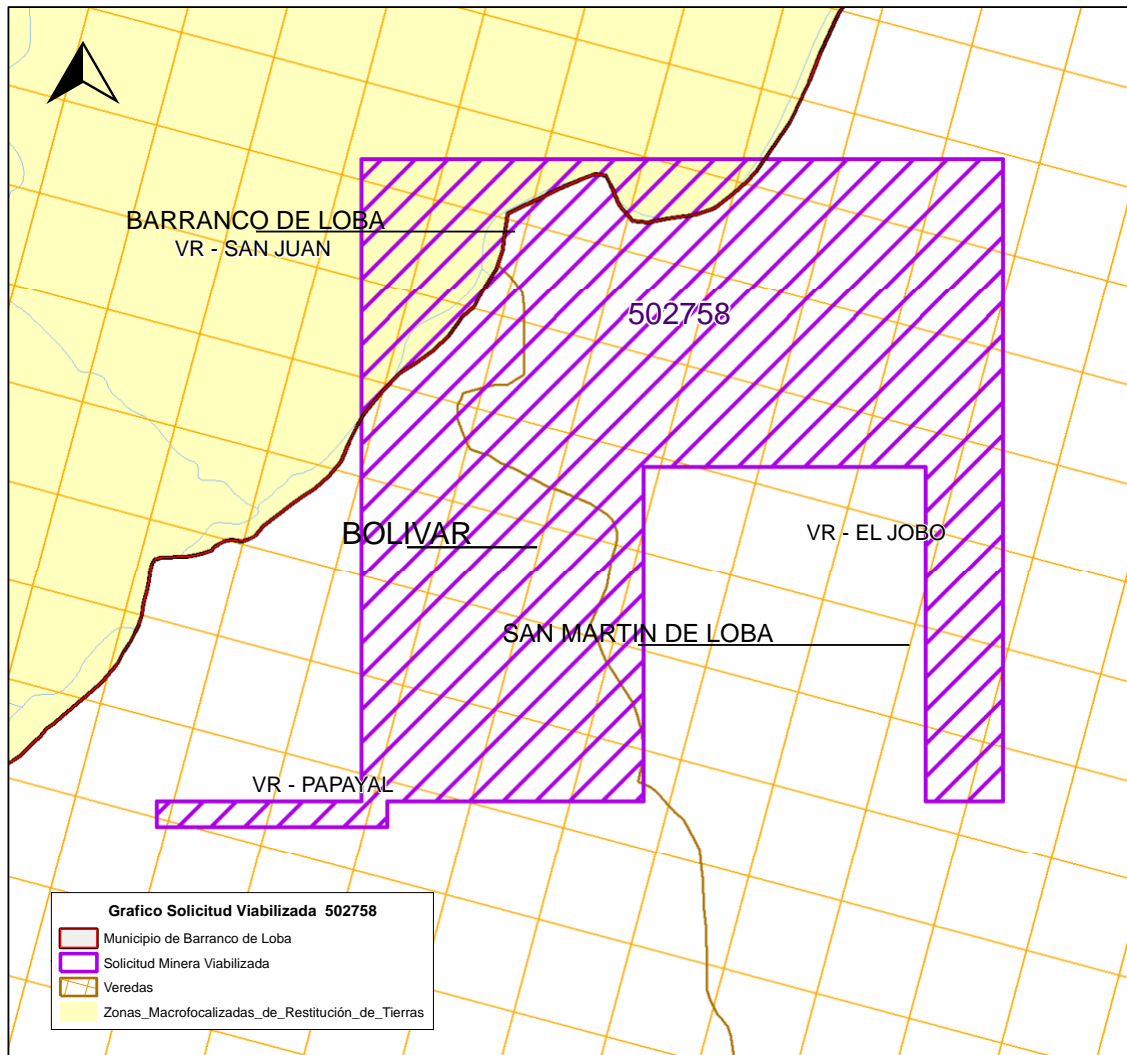 BARRANCO DE LOBA
VR - SAN JUAN
502758
BOLIVAR
VR - EL JOBO
SAN MARTIN DE LOBA
VR - PAPAYAL
Grafico Solicitud Viabilizada 502758
Municipio de Barranco de Loba
Solicitud Minera Viabilizada
Veredas
Zonas_Macrofocalizadas_de_Restitución_de_Tierras